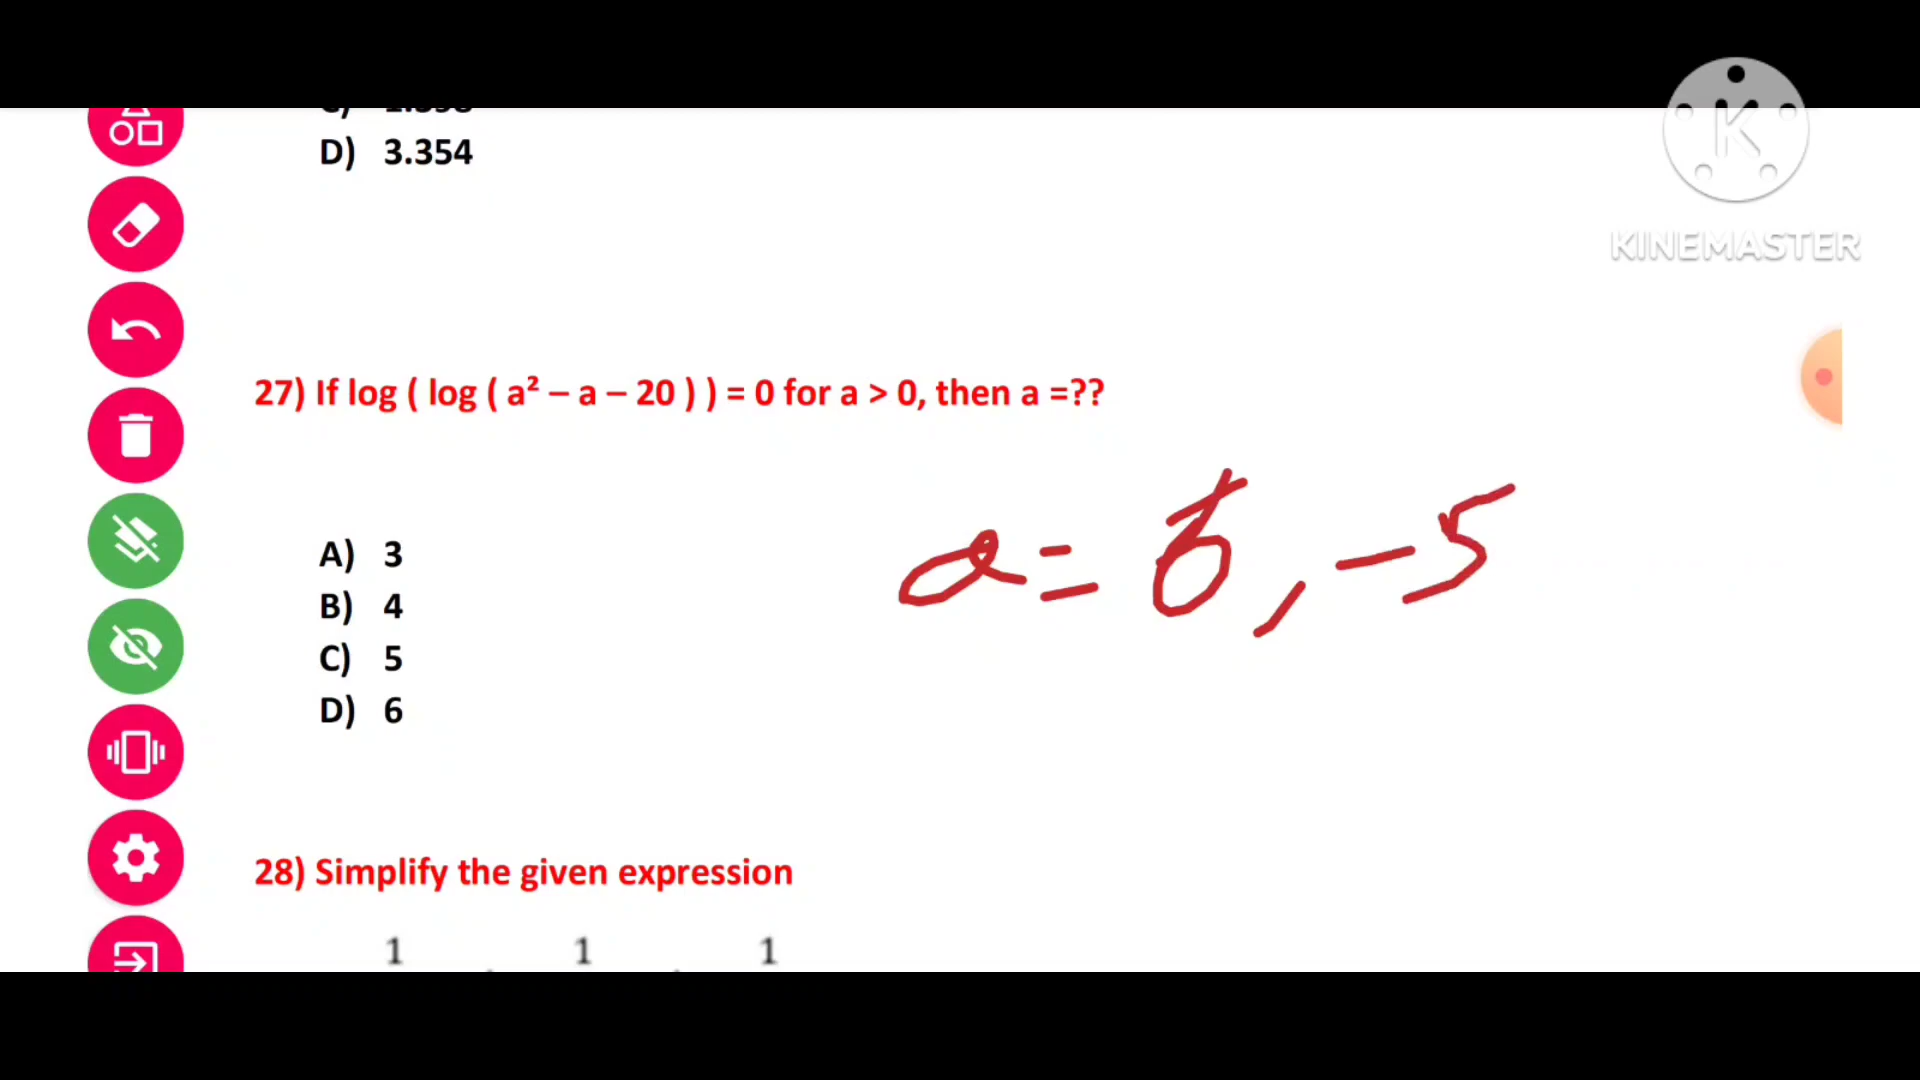 D) 3.354
KINEMASTER
27) If log ( log ( a² – a – 20 ) ) = 0 for a > 0, then a =??
a = 6, -5
A) 3
B) 4
C) 5
D) 6
28) Simplify the given expression
1 1 1